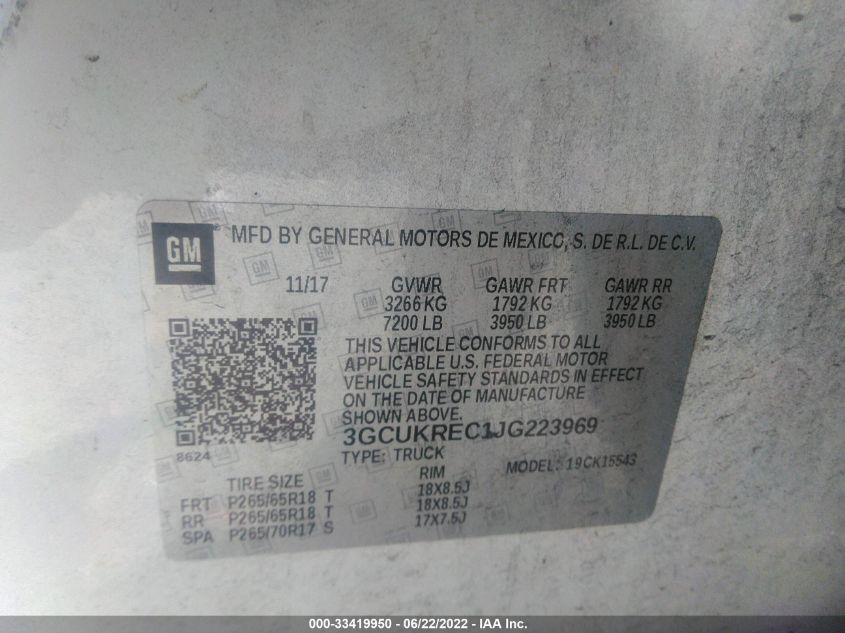 GM MFD BY GENERAL MOTORS DE MEXICO, S. DE R.L. DE C.V.
11/17 GVWR GAWR FRT GAWR RR
3266 KG 1792 KG 1792 KG
7200 LB 3950 LB 3950 LB
THIS VEHICLE CONFORMS TO ALL
APPLICABLE U.S. FEDERAL MOTOR
VEHICLE SAFETY STANDARDS IN EFFECT
ON THE DATE OF MANUFACTURE
SHOWN ABOVE.
3GCUKREC1JG223969
8624 TYPE: TRUCK MODEL: 19CK15543
TIRE SIZE RIM
FRT P265/65R18 T 18X8.5J
RR P265/65R18 T 18X8.5J
SPA P265/70R17 S 17X7.5J
000-33419950 - 06/22/2022 - IAA Inc.